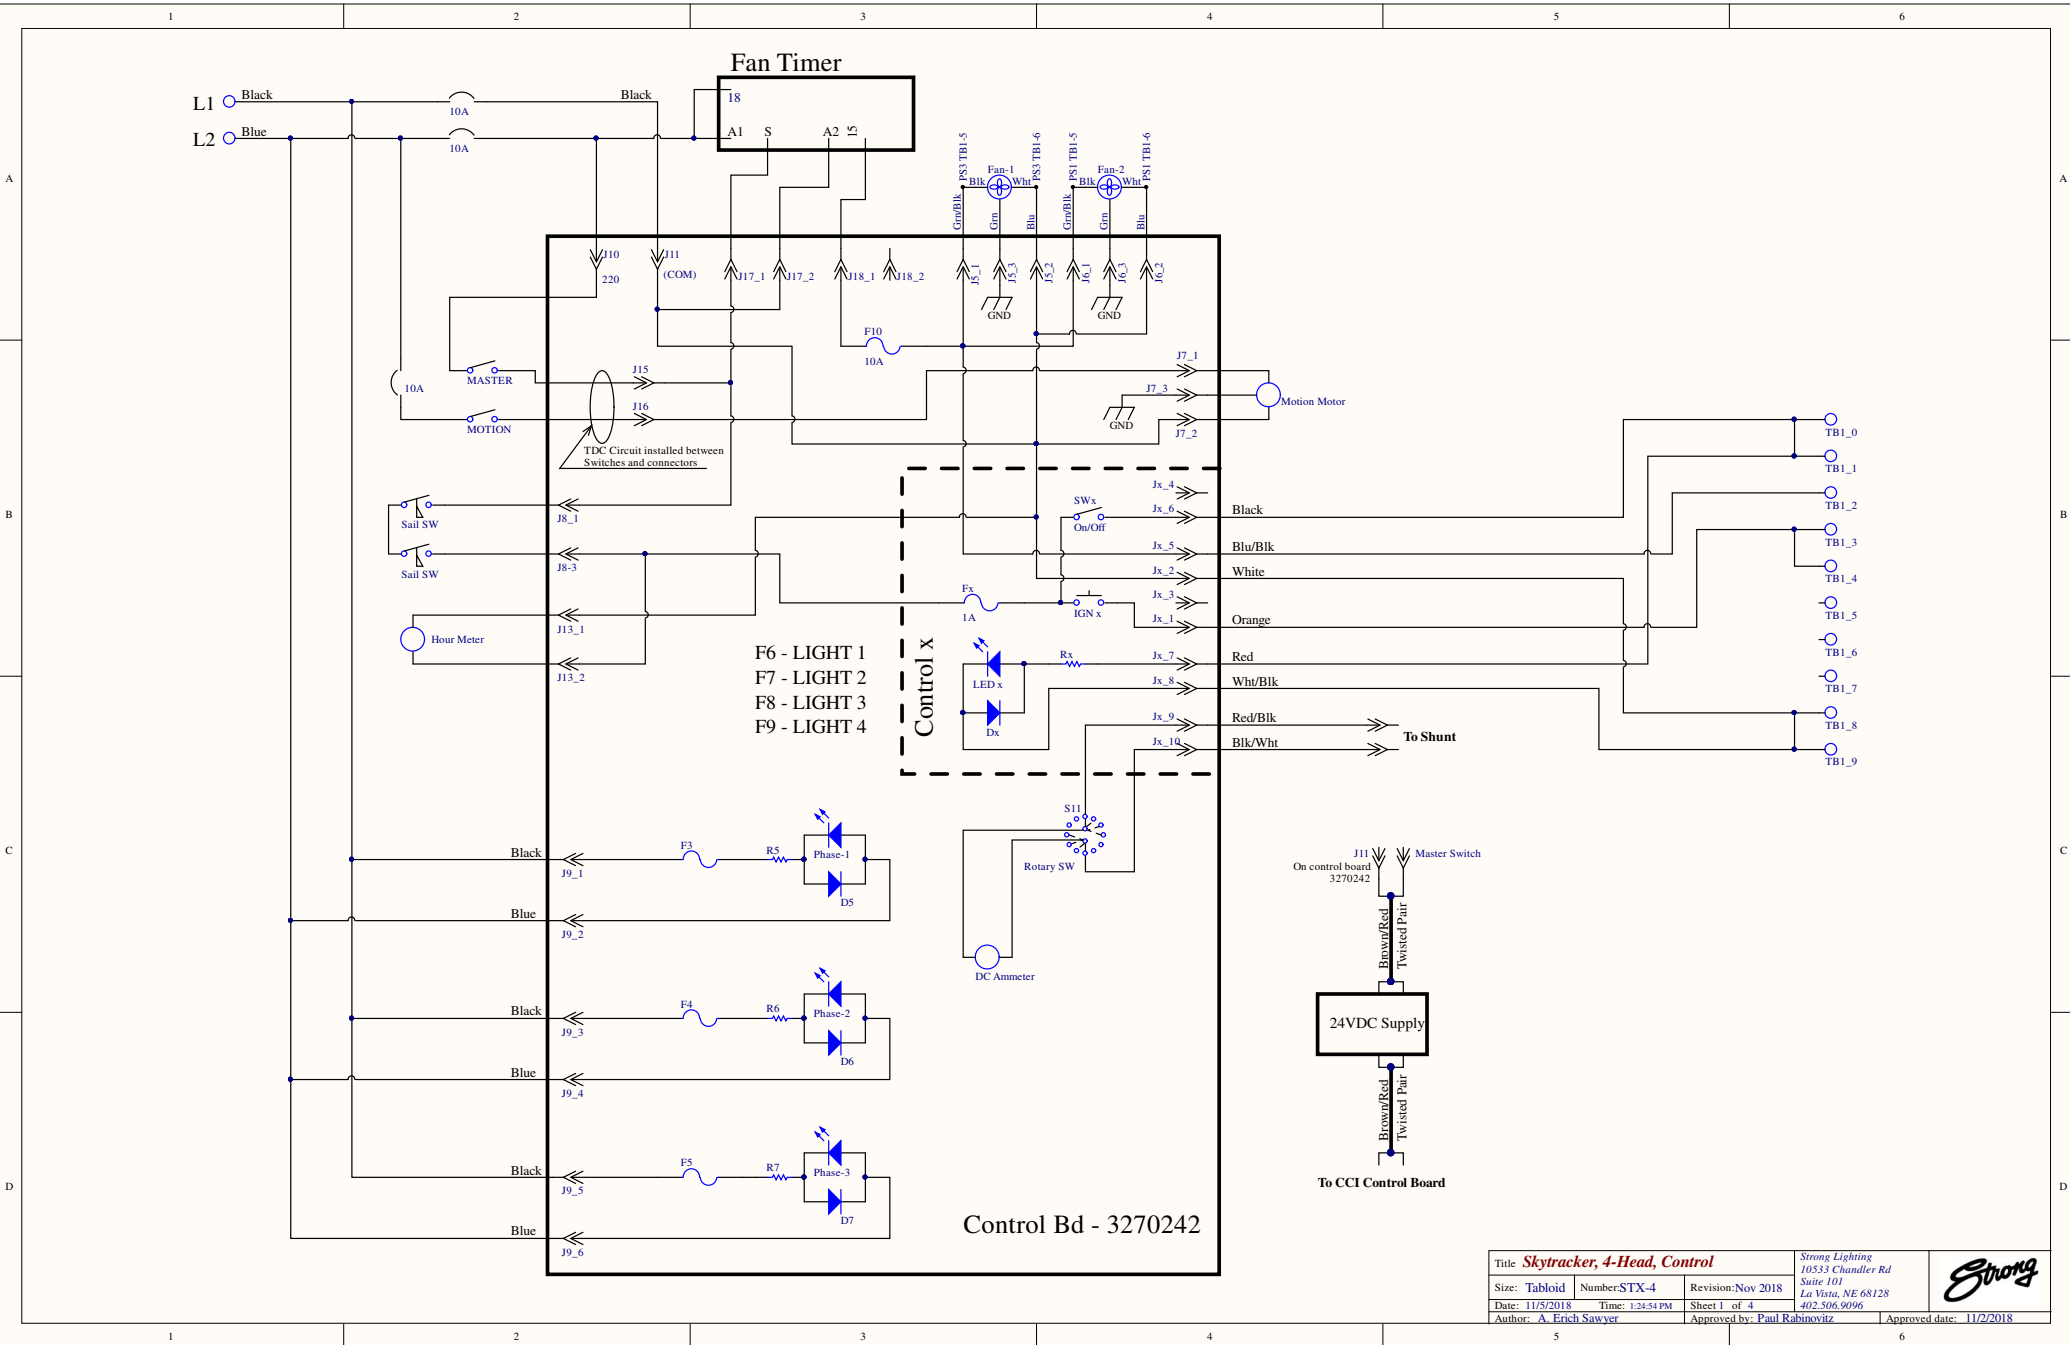 1 2 3 4 5 6
Fan Timer
L1 Black 10A Black
18
L2 Blue 10A
A1 S A2 15
A A
PS3 TB1-5 PS3 TB1-6 PS1 TB1-5 PS1 TB1-6
Fan-1 Fan-2
Blk Wht Blk Wht
Grn/Blk Grn Blu Grn/Blk Grn Blu
J10 J11
220 (COM)
J17_1 J17_2 J18_1 J18_2 J5_1 J5_3 J5_2 J6_1 J6_3 J6_2
GND GND
F10
10A
J7_1
J15
MASTER
10A
J7_3
Motion Motor
J16
MOTION
GND
J7_2
TDC Circuit installed between
Switches and connectors
TB1_0
TB1_1
TB1_2
TB1_3
TB1_4
TB1_5
TB1_6
TB1_7
TB1_8
TB1_9
B B
Sail SW J8_1
Sail SW J8-3
J13_1
Hour Meter
J13_2
Control x
Jx_4
SWx
On/Off
Jx_6 Black
Jx_5 Blu/Blk
Jx_2 White
Fx
1A
IGN x
Jx_3
Jx_1 Orange
LED x
Rx
Jx_7 Red
Jx_8 Wht/Blk
Dx
Jx_9 Red/Blk
Jx_10 Blk/Wht
To Shunt
F6 - LIGHT 1
F7 - LIGHT 2
F8 - LIGHT 3
F9 - LIGHT 4
S11
Rotary SW
DC Ammeter
C C
Black J9_1 F3 R5 Phase-1
D5
Blue J9_2
Black J9_3 F4 R6 Phase-2
D6
Blue J9_4
Black J9_5 F5 R7 Phase-3
D7
Blue J9_6
J11 Master Switch
On control board
3270242
Brown/Red
Twisted Pair
24VDC Supply
Brown/Red
Twisted Pair
To CCI Control Board
D D
Control Bd - 3270242
Title Skytracker, 4-Head, Control
Size: Tabloid Number:STX-4 Revision:Nov 2018
Date: 11/5/2018 Time: 1:24:54 PM Sheet 1 of 4
Author: A. Erich Sawyer Approved by: Paul Rabinovitz Approved date: 11/2/2018
Strong Lighting
10533 Chandler Rd
Suite 101
La Vista, NE 68128
402.506.9096
Strong
1 2 3 4 5 6